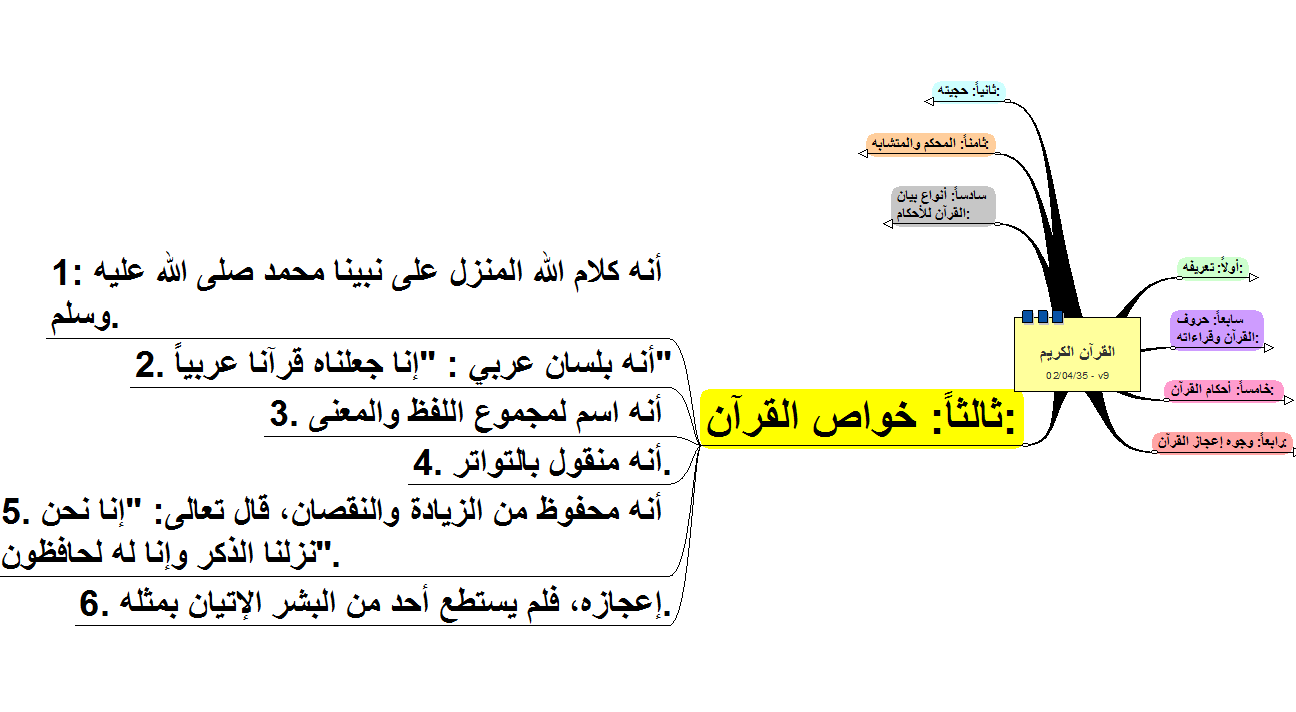 القرآن الكريم
02/04/35 - v9
أولاً: تعريفه:
سابعاً: حروف
القرآن وقراءاته:
خامساً: أحكام القرآن:
رابعاً: وجوه إعجاز القرآن:
ثانياً: حجيته:
ثامناً: المحكم والمتشابه:
سادساً: أنواع بيان
القرآن للأحكام:
ثالثاً: خواص القرآن:
1: أنه كلام الله المنزل على نبينا محمد صلى الله عليه
وسلم.
2. أنه بلسان عربي : "إنا جعلناه قرآنا عربياً"
3. أنه اسم لمجموع اللفظ والمعنى
4. أنه منقول بالتواتر.
5. أنه محفوظ من الزيادة والنقصان، قال تعالى: "إنا نحن
نزلنا الذكر وإنا له لحافظون".
6. إعجازه، فلم يستطع أحد من البشر الإتيان بمثله.